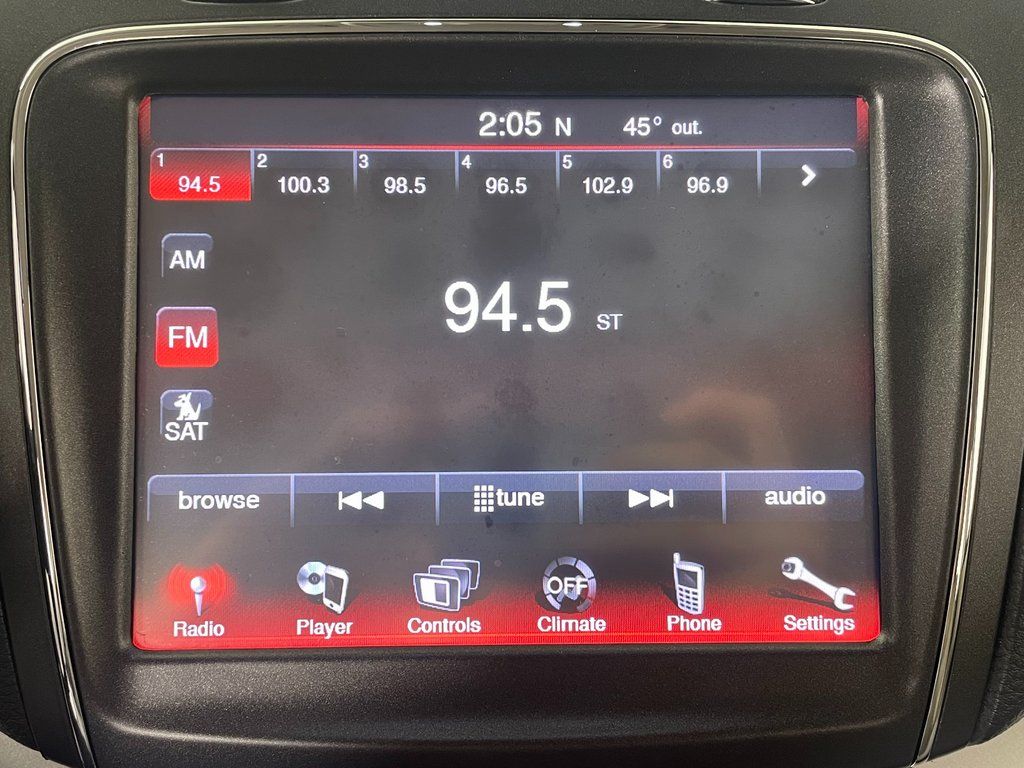 2:05 N 45° out.
1 2 3 4 5 6
94.5 100.3 98.5 96.5 102.9 96.9 >
AM
94.5 ST
FM
SAT
browse tune audio
OFF
Radio Player Controls Climate Phone Settings